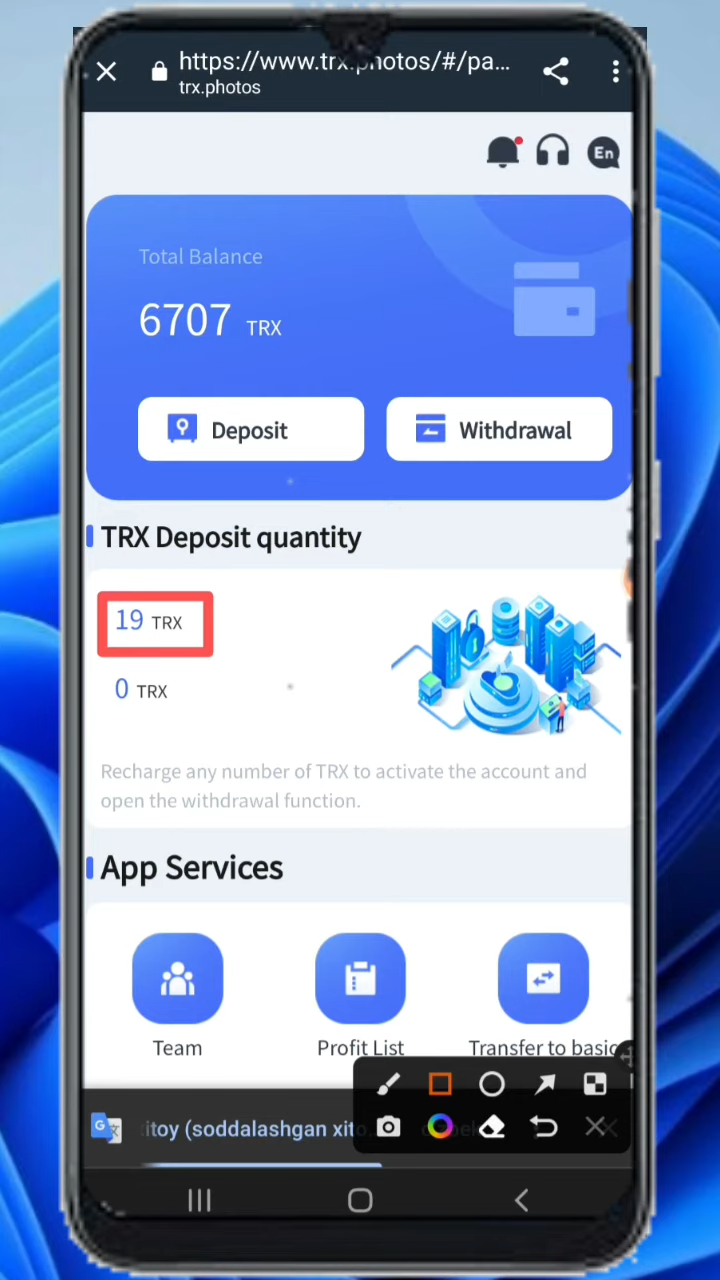 https://www.trx.photos/#/pa...
trx.photos
En
Total Balance
6707 TRX
Deposit
Withdrawal
TRX Deposit quantity
19 TRX
0 TRX
Recharge any number of TRX to activate the account and
open the withdrawal function.
App Services
Team
Profit List
Transfer to basic
itoy (soddalashgan xito